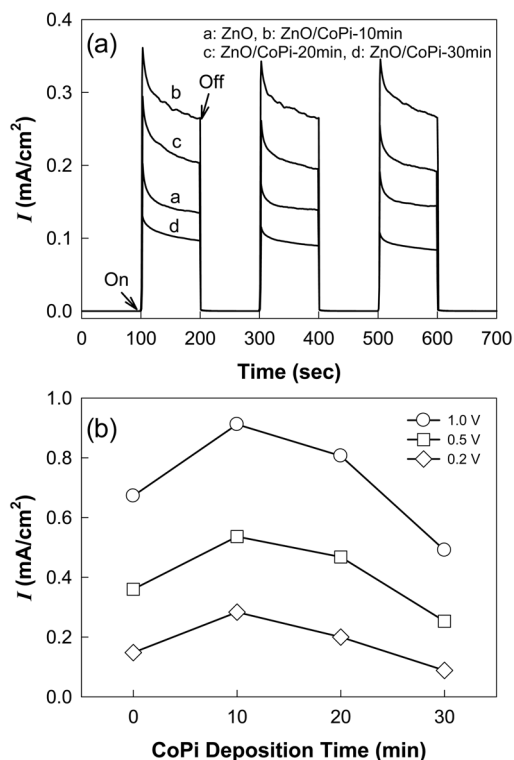 (a)
a: ZnO, b: ZnO/CoPi-10min
c: ZnO/CoPi-20min, d: ZnO/CoPi-30min
0.4
0.3
0.2
0.1
0.0
I (mA/cm²)
b
Off
c
a
d
On
0 100 200 300 400 500 600 700
Time (sec)
(b)
1.0 V
0.5 V
0.2 V
1.0
0.8
0.6
0.4
0.2
0.0
I (mA/cm²)
0 10 20 30
CoPi Deposition Time (min)